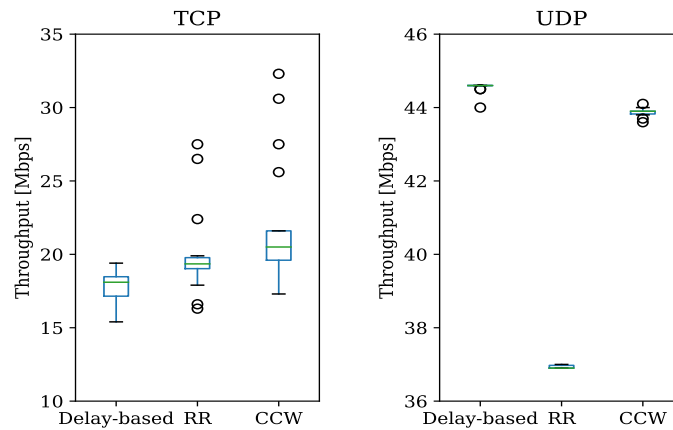 TCP
Throughput [Mbps]
35
30
25
20
15
10
Delay-based RR CCW
UDP
Throughput [Mbps]
46
44
42
40
38
36
Delay-based RR CCW